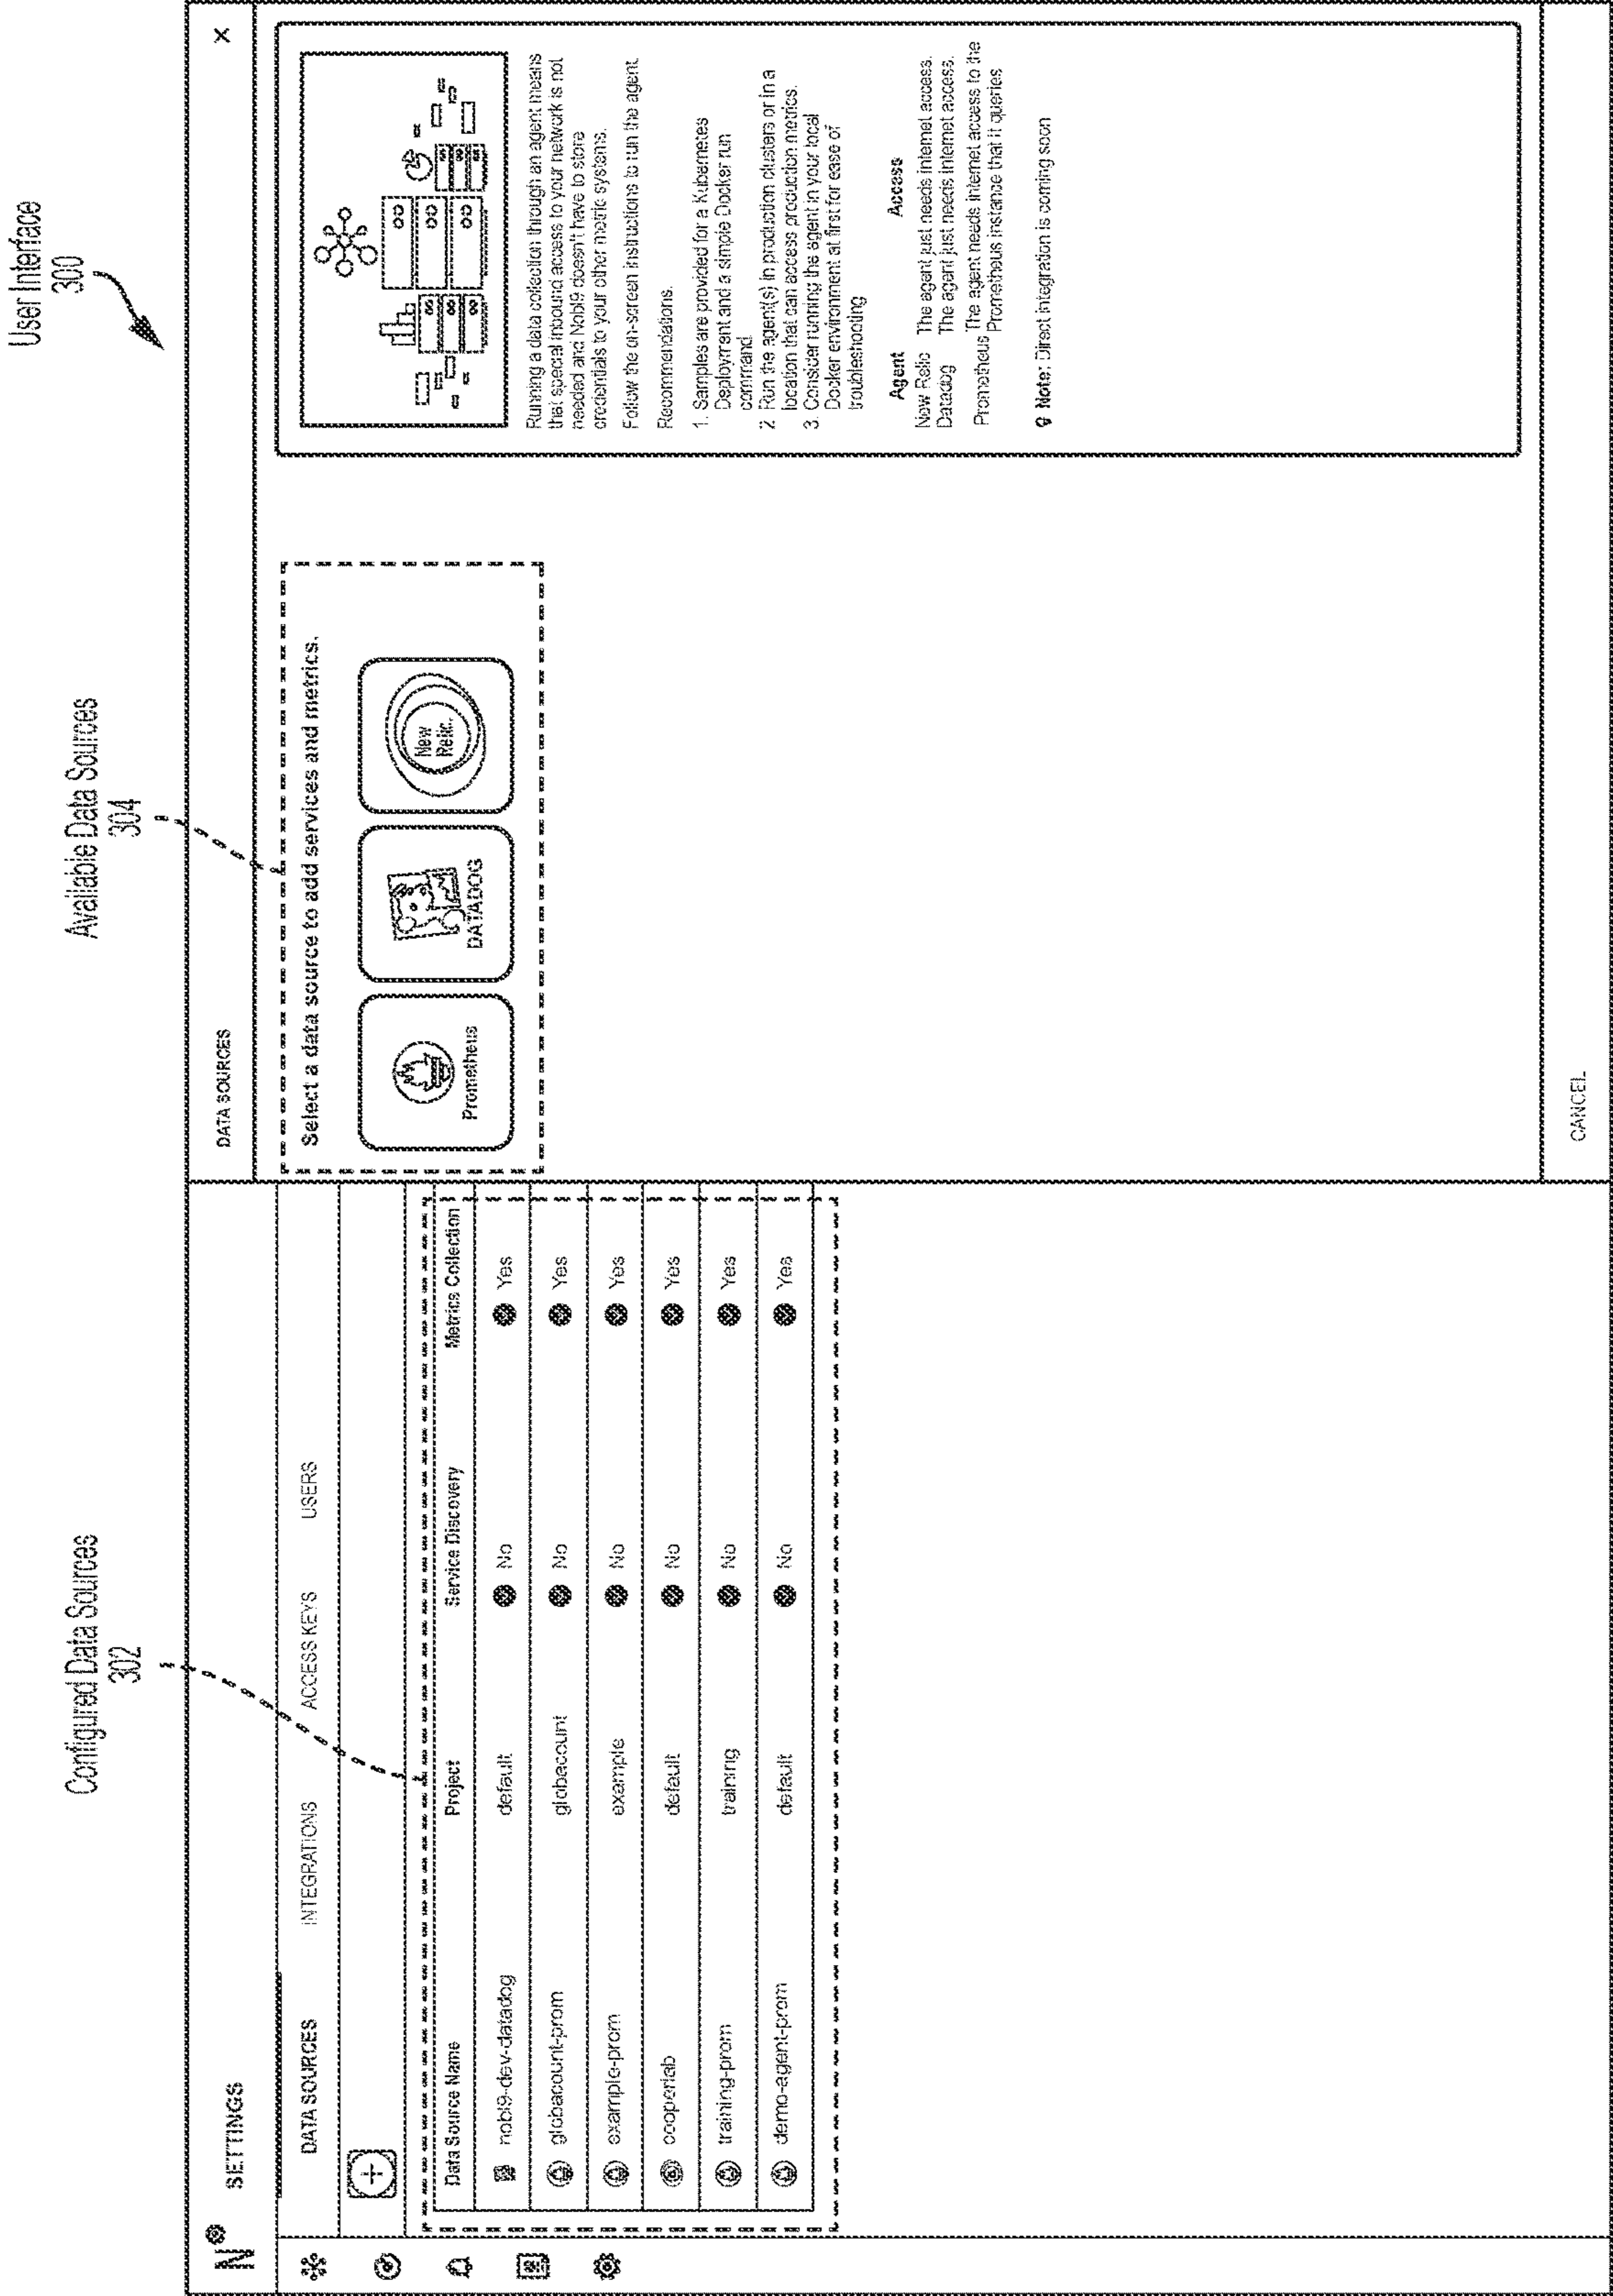 User Interface
300
Configured Data Sources
302
Available Data Sources
304
N9
SETTINGS
DATA SOURCES
INTEGRATIONS
ACCESS KEYS
USERS
Data Source Name Project Service Discovery Metrics Collection
nobl9-dev-datadog default No Yes
globacount-prom globacount No Yes
example-prom example No Yes
cooperlab default No Yes
training-prom training No Yes
demo-agent-prom default No Yes
DATA SOURCES
X
Select a data source to add services and metrics.
Prometheus
DATADOG
New
Relic.
Running a data collection through an agent means
that special inbound access to your network is not
needed and Nobl9 doesn't have to store
credentials to your other metric systems.
Follow the on-screen instructions to run the agent.
Recommendations.
1. Samples are provided for a Kubernetes
Deployment and a simple Docker run
command.
2. Run the agent(s) in production clusters or in a
location that can access production metrics.
3. Consider running the agent in your local
Docker environment at first for ease of
troubleshooting
Agent Access
New Relic The agent just needs internet access.
Datadog The agent just needs internet access.
Prometheus The agent needs internet access to the
Prometheus instance that it queries
Note: Direct integration is coming soon
CANCEL